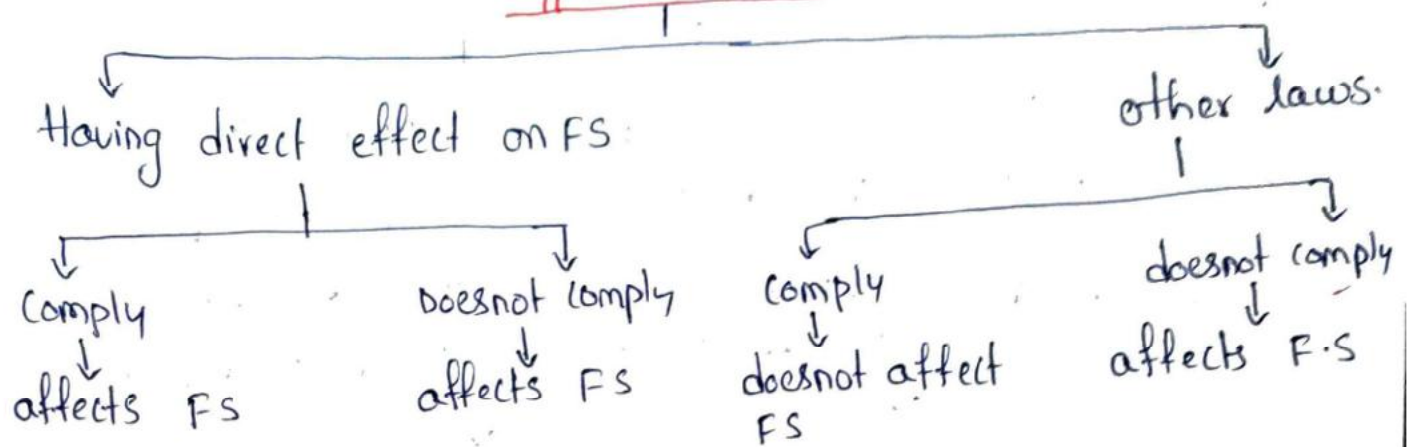 Having direct effect on FS
other laws.
Comply
affects FS
Doesnot Comply
affects FS
Comply
doesnot affect
FS
doesnot comply
affects F.S